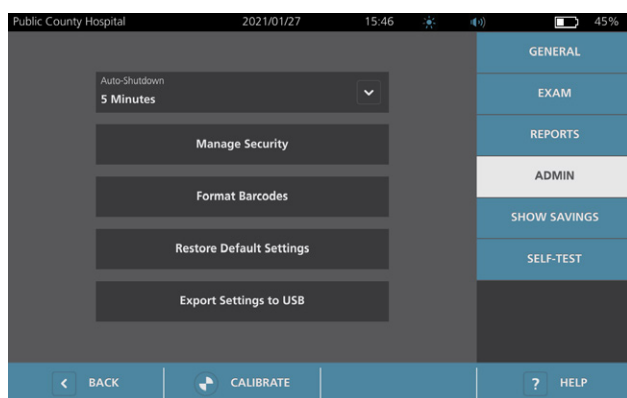 Public County Hospital 2021/01/27 15:46 45%
Auto-Shutdown
5 Minutes
Manage Security
Format Barcodes
Restore Default Settings
Export Settings to USB
GENERAL
EXAM
REPORTS
ADMIN
SHOW SAVINGS
SELF-TEST
BACK CALIBRATE ? HELP